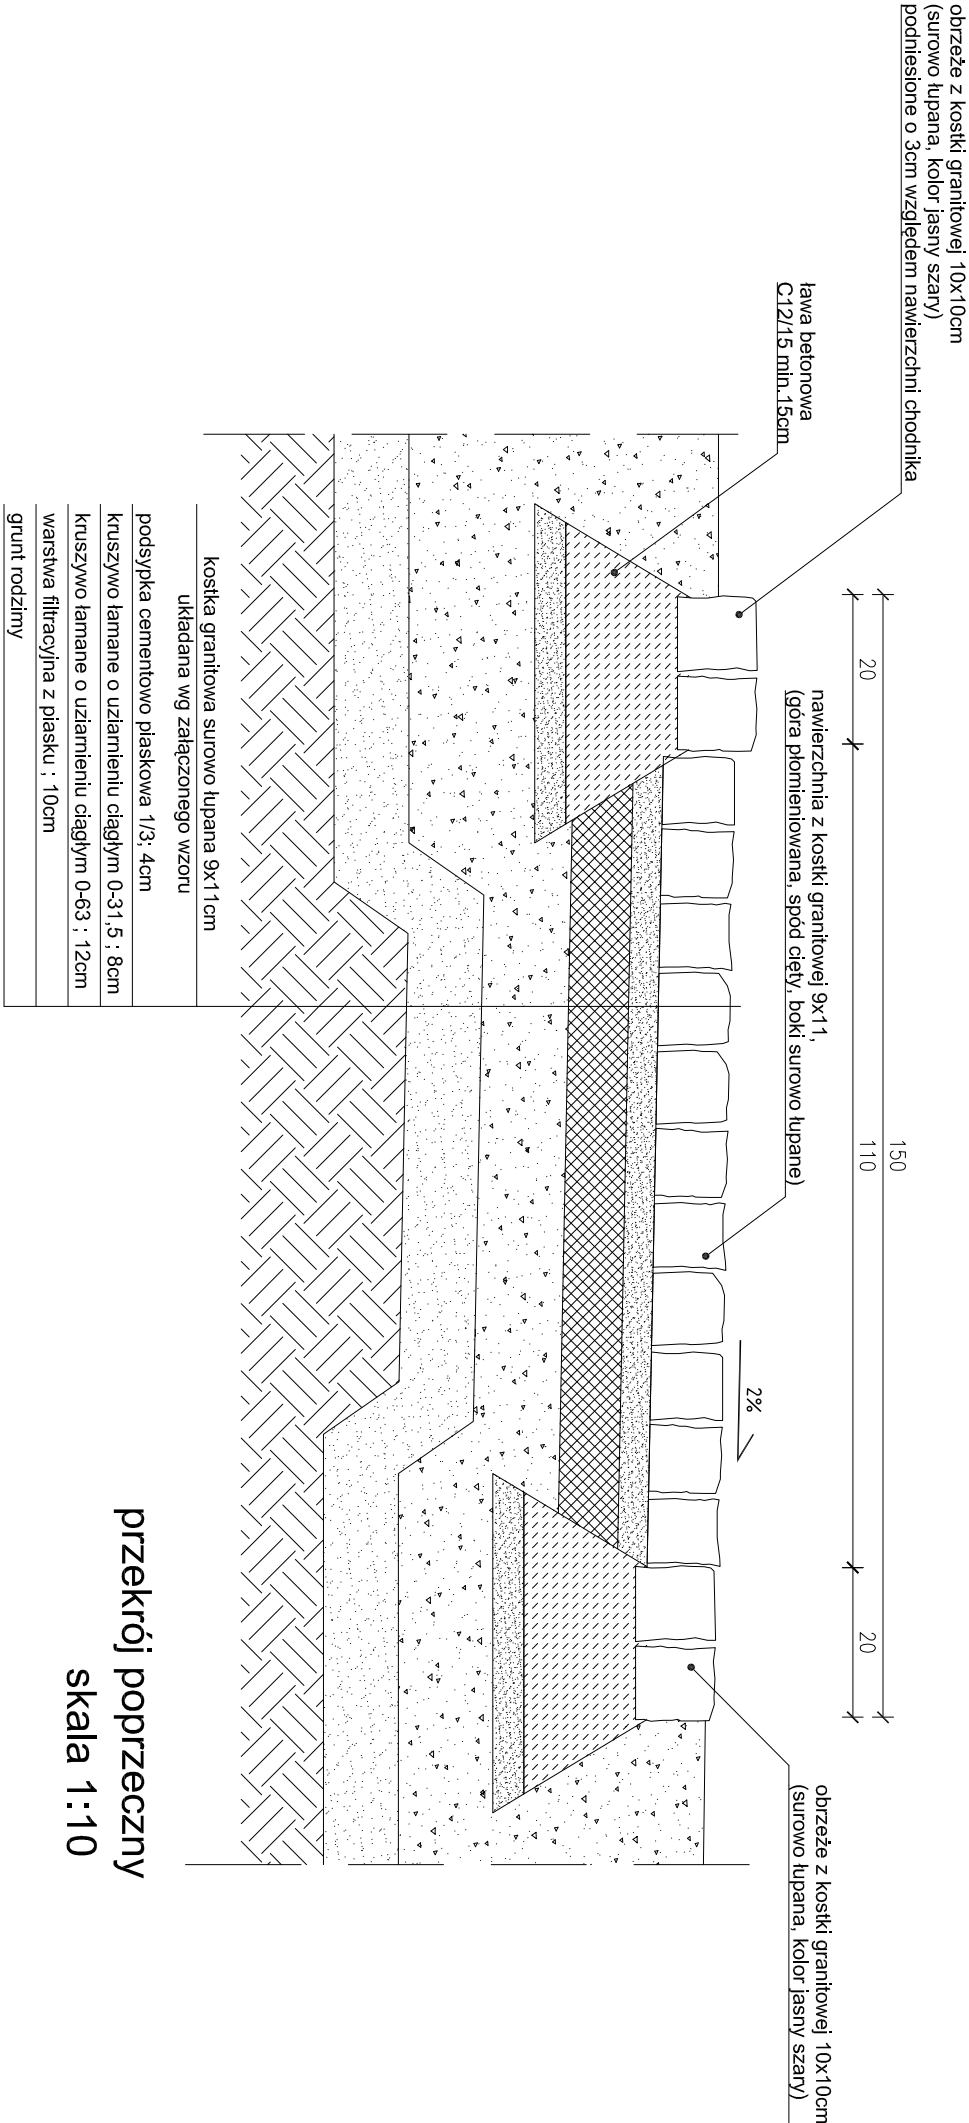 obrzeże z kostki granitowej 10x10cm
(surowo łupana, kolor jasny szary)
podniesione o 3cm względem nawierzchni chodnika
ława betonowa
C12/15 min.15cm
150
20
110
20
nawierzchnia z kostki granitowej 9x11,
(góra płomieniowana, spód cięty, boki surowo łupane)
2%
obrzeże z kostki granitowej 10x10cm
(surowo łupana, kolor jasny szary)
kostka granitowa surowo łupana 9x11cm
układana wg załączonego wzoru
podsypka cementowo piaskowa 1/3; 4cm
kruszywo łamane o uziarnieniu ciągłym 0-31,5 ; 8cm
kruszywo łamane o uziarnieniu ciągłym 0-63 ; 12cm
warstwa filtracyjna z piasku ; 10cm
grunt rodzimy
przekrój poprzeczny
skala 1:10